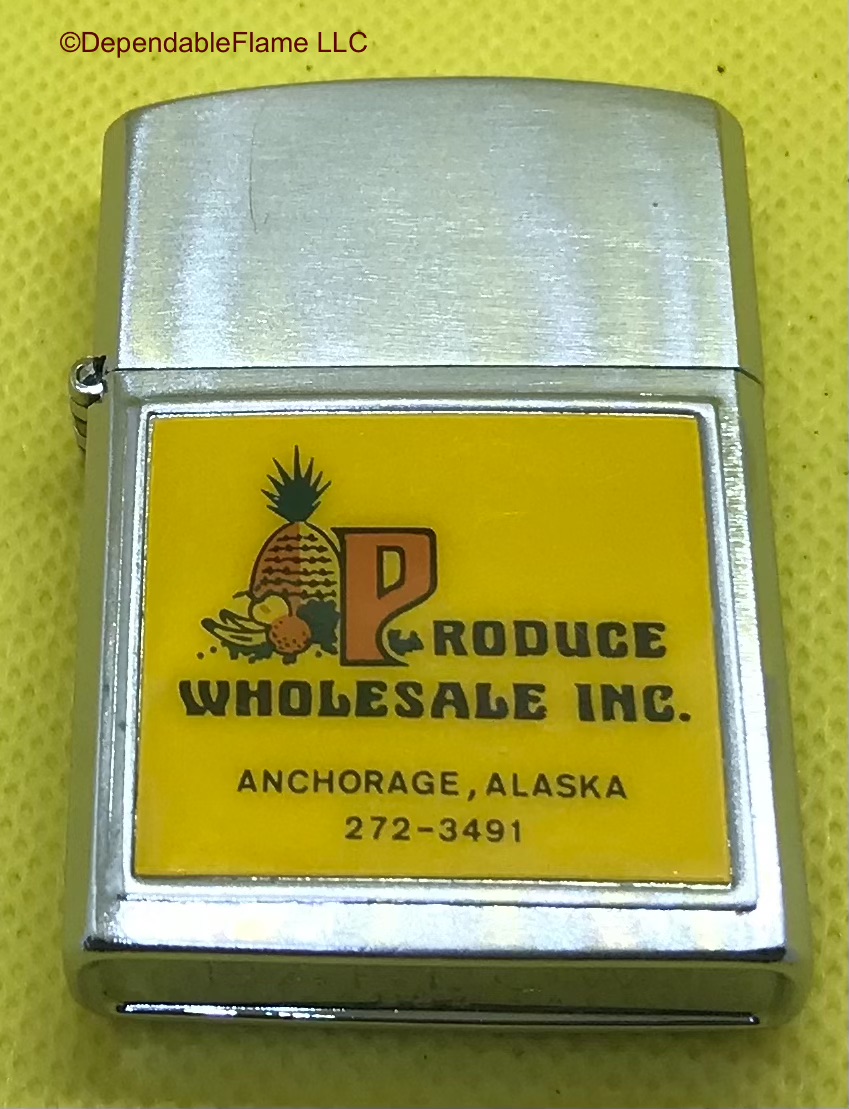 ©DependableFlame LLC
PRODUCE
WHOLESALE INC.
ANCHORAGE, ALASKA
272-3491